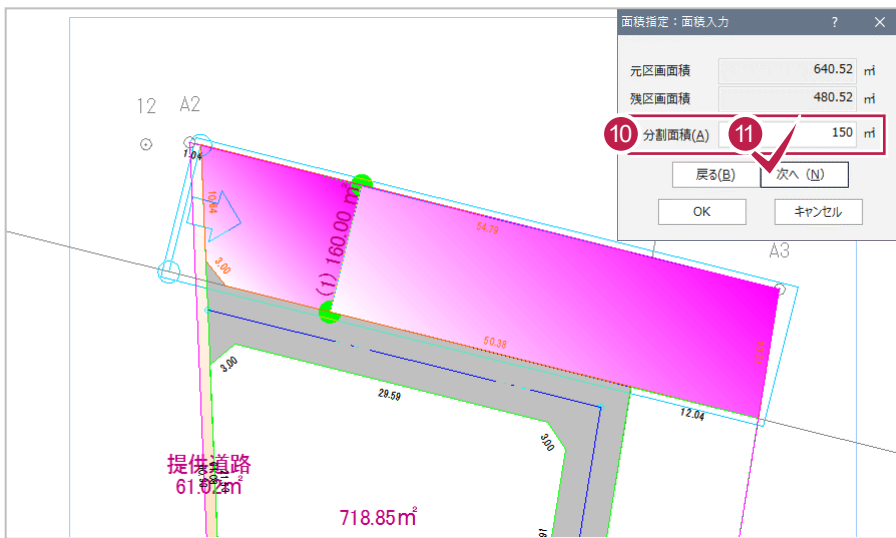 面積指定：面積入力 ? ×
元区画面積 640.52 ㎡
残区画面積 480.52 ㎡
10 分割面積(A) 11 150 ㎡
戻る(B) 次へ (N)
OK キャンセル
12 A2
A3
1.04
10.64
3.00
(1) 160.00 ㎡
54.79
50.38
12.04
3.00
29.59
3.00
提供道路
61.02㎡
718.85㎡